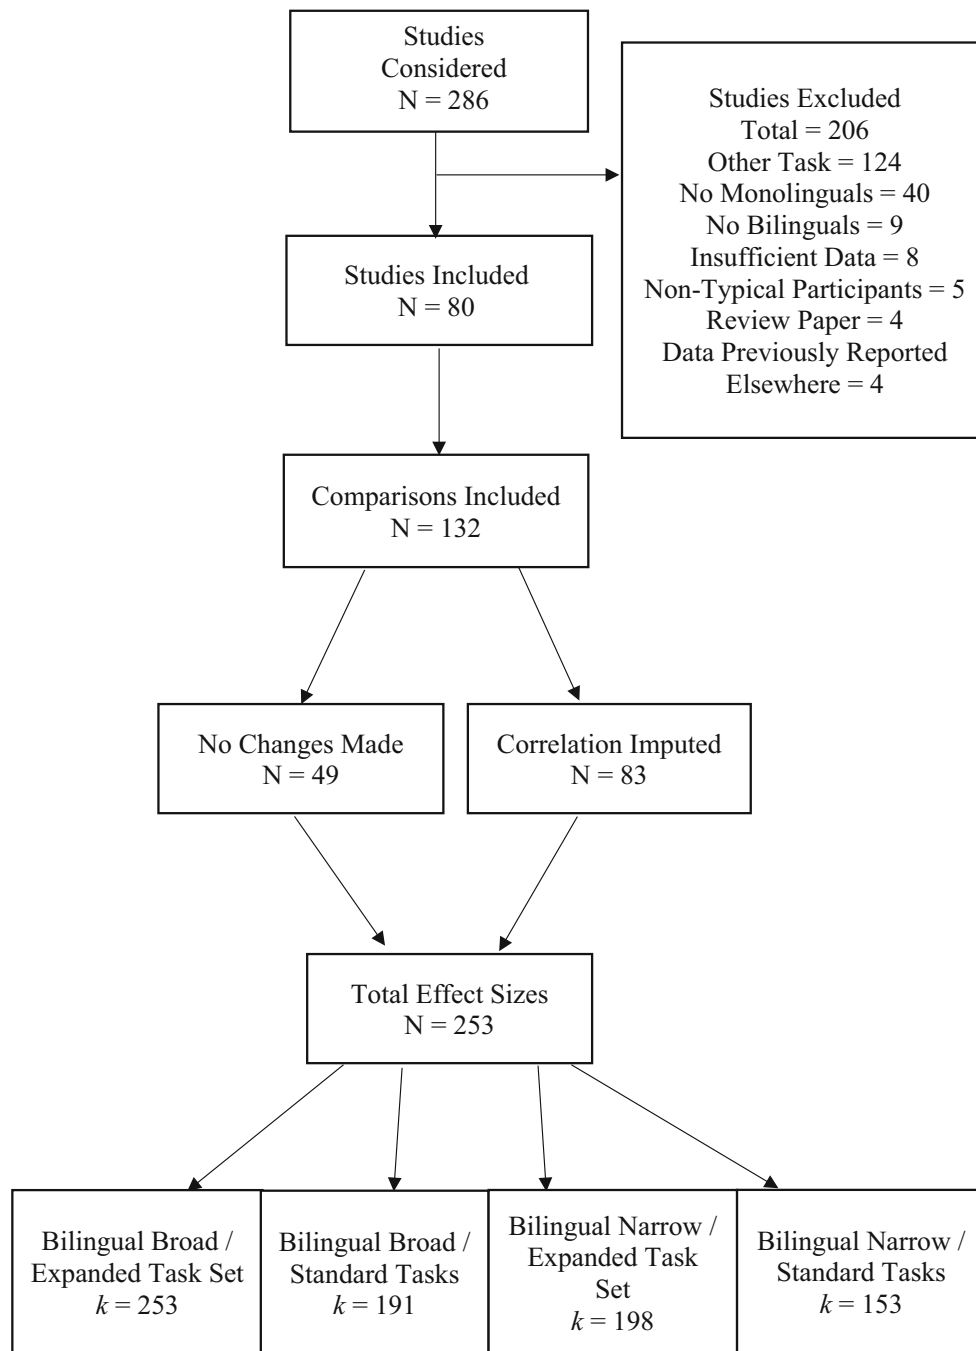 Studies
Considered
N = 286
Studies Excluded
Total = 206
Other Task = 124
No Monolinguals = 40
No Bilinguals = 9
Insufficient Data = 8
Non-Typical Participants = 5
Review Paper = 4
Data Previously Reported
Elsewhere = 4
Studies Included
N = 80
Comparisons Included
N = 132
No Changes Made
N = 49
Correlation Imputed
N = 83
Total Effect Sizes
N = 253
Bilingual Broad /
Expanded Task Set
k = 253
Bilingual Broad /
Standard Tasks
k = 191
Bilingual Narrow /
Expanded Task
Set
k = 198
Bilingual Narrow /
Standard Tasks
k = 153